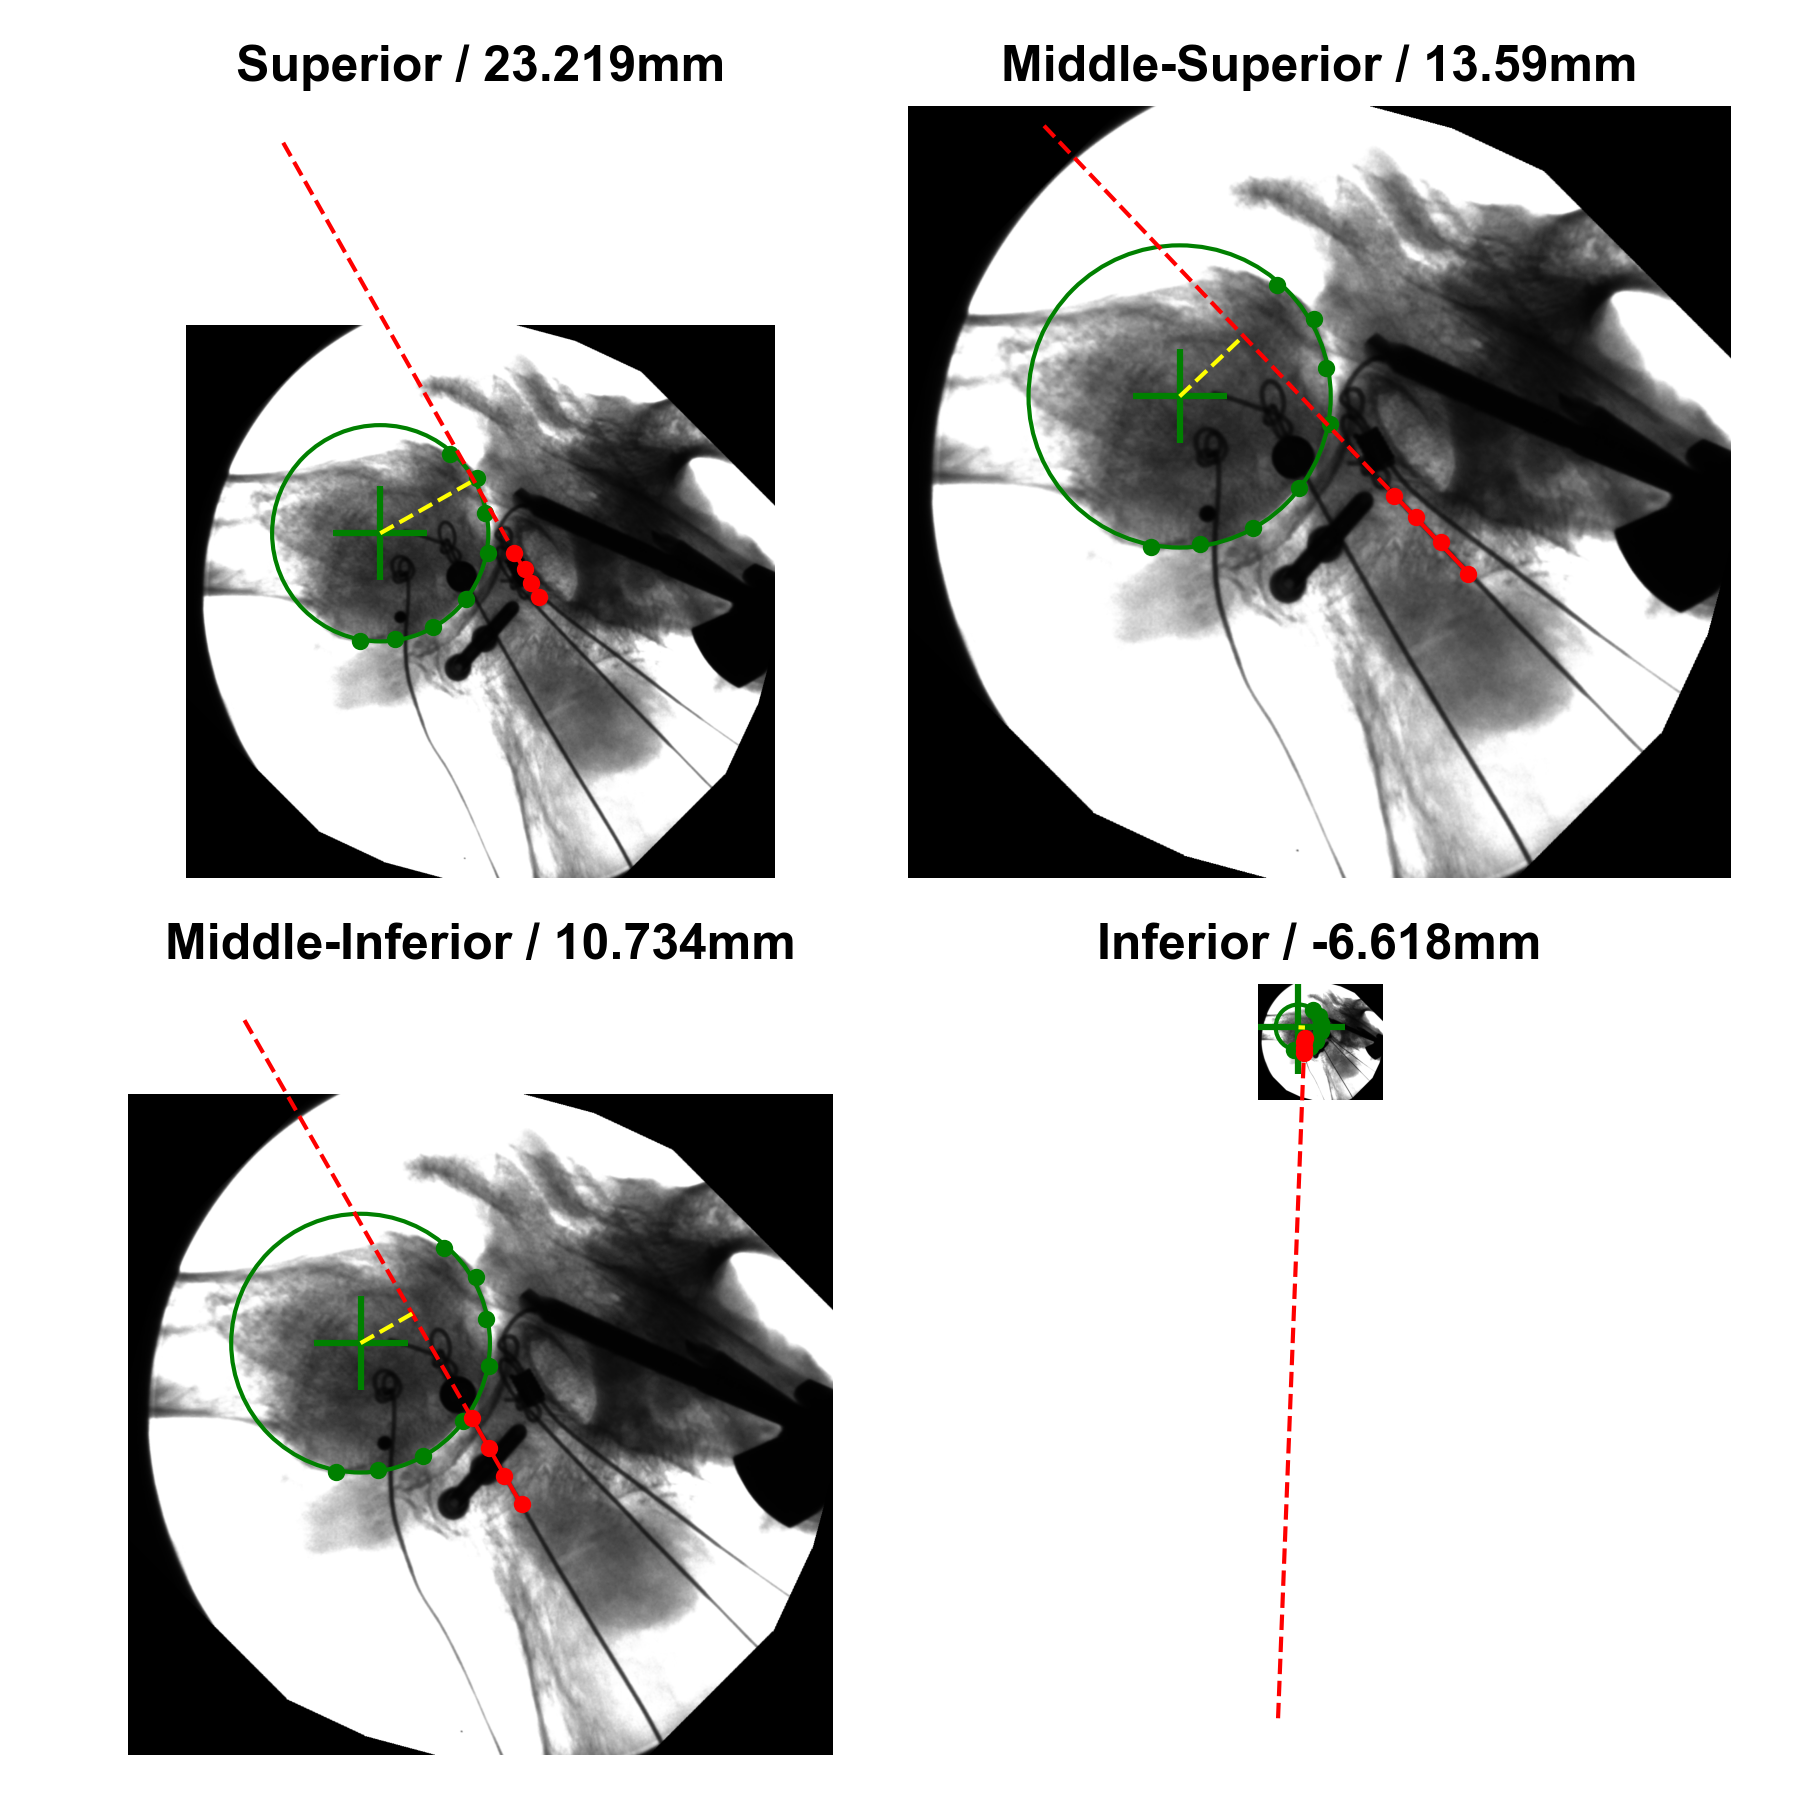 Superior / 23.219mm
Middle-Superior / 13.59mm
Middle-Inferior / 10.734mm
Inferior / -6.618mm